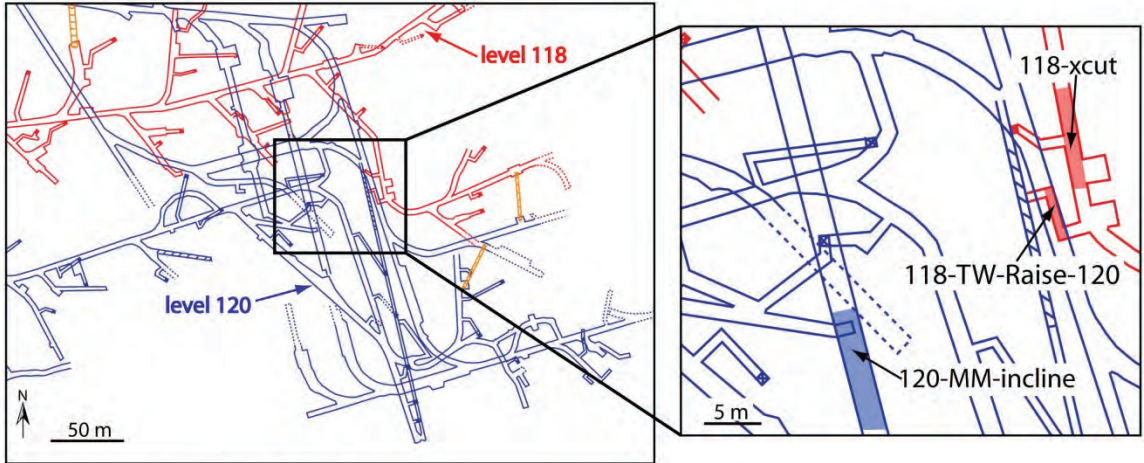 level 118
level 120
N
50 m
118-xcut
118-TW-Raise-120
120-MM-incline
5 m